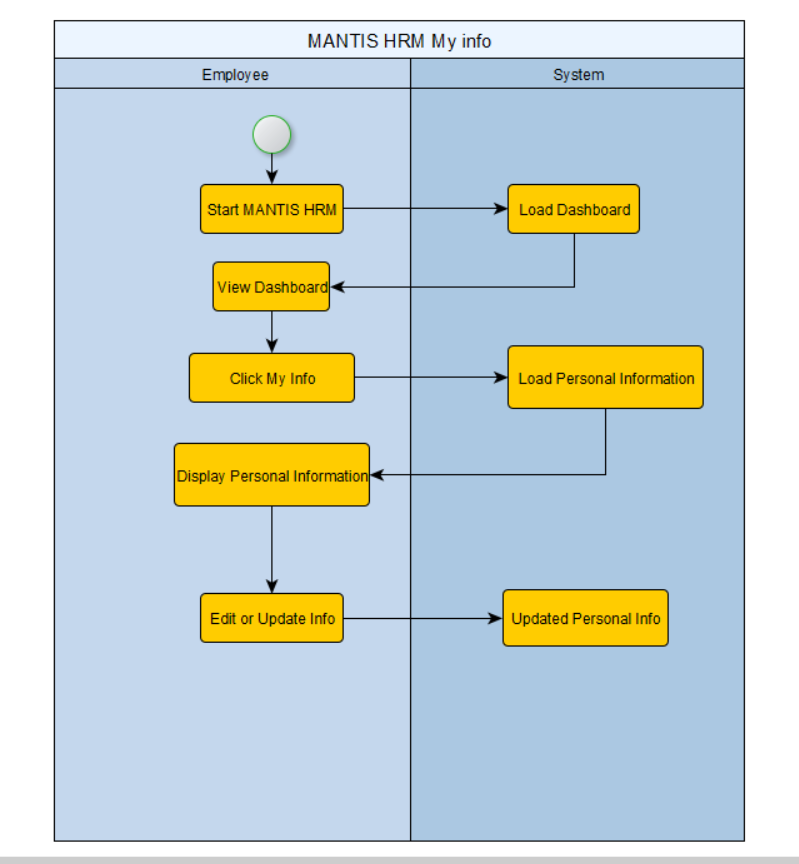 MANTIS HRM My info
Employee
System
Start MANTIS HRM
Load Dashboard
View Dashboard
Click My Info
Load Personal Information
Display Personal Information
Edit or Update Info
Updated Personal Info